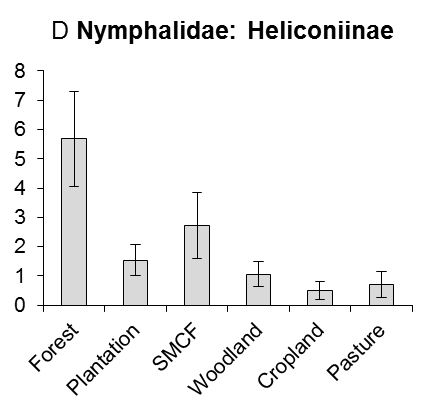 D Nymphalidae: Heliconiinae
8
7
6
5
4
3
2
1
0
Forest
Plantation
SMCF
Woodland
Cropland
Pasture